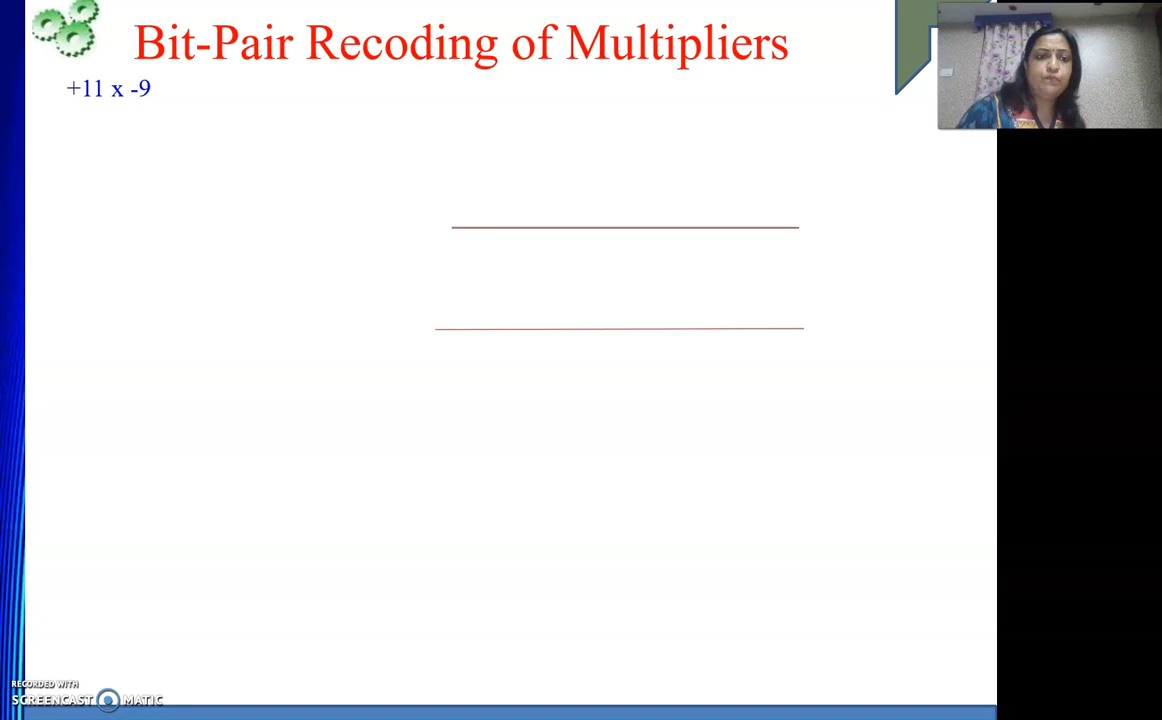 Bit-Pair Recoding of Multipliers
+11 x -9
RECORDED WITH
SCREENCAST MATIC